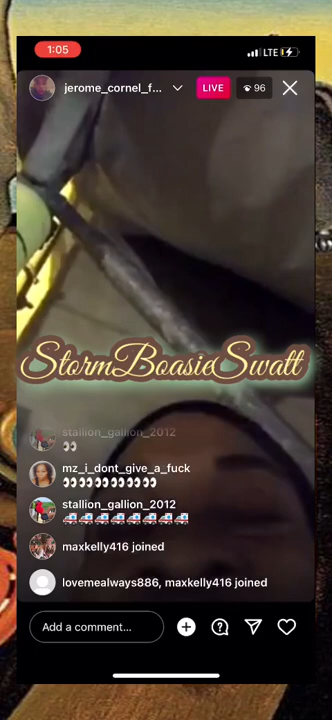 1:05
LTE
jerome_cornel_f...
LIVE
96
StormBoasieSwatt
stallion_gallion_2012
👀
mz_i_dont_give_a_fuck
👀👀👀👀👀👀👀👀
stallion_gallion_2012
🚑🚑🚑🚑🚑🚑🚑🚑
maxkelly416 joined
lovemealways886, maxkelly416 joined
Add a comment...